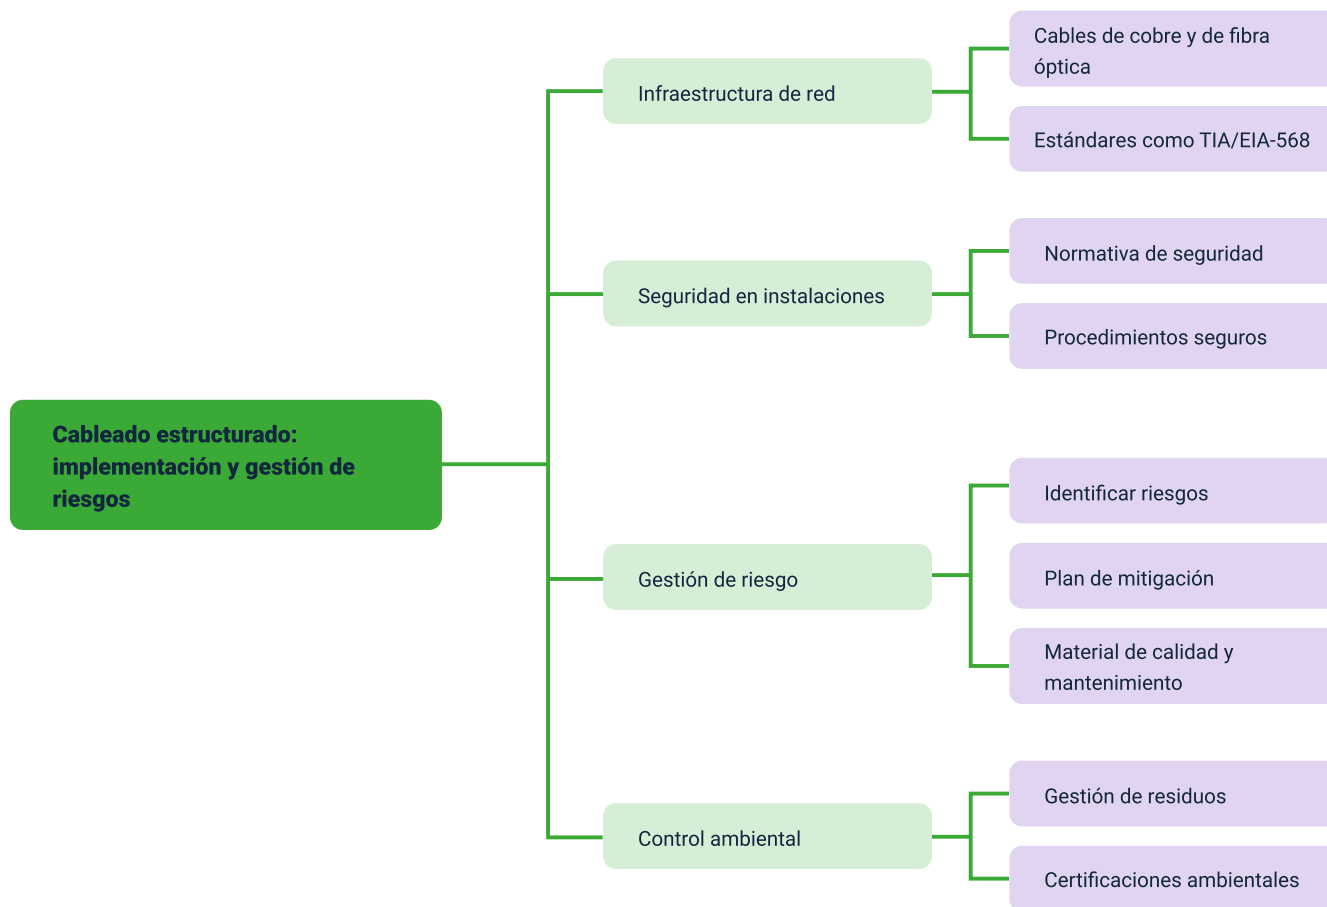 Cableado estructurado:
implementación y gestión de
riesgos
Infraestructura de red
Cables de cobre y de fibra
óptica
Estándares como TIA/EIA-568
Seguridad en instalaciones
Normativa de seguridad
Procedimientos seguros
Gestión de riesgo
Identificar riesgos
Plan de mitigación
Material de calidad y
mantenimiento
Control ambiental
Gestión de residuos
Certificaciones ambientales